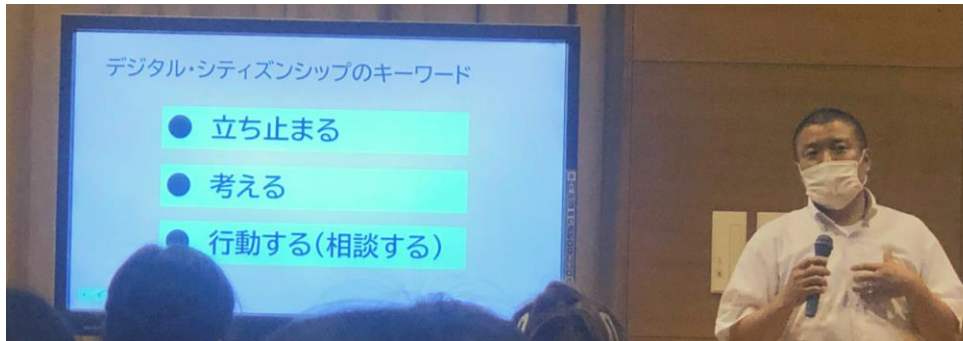 デジタル・シティズンシップのキーワード
● 立ち止まる
● 考える
● 行動する(相談する)